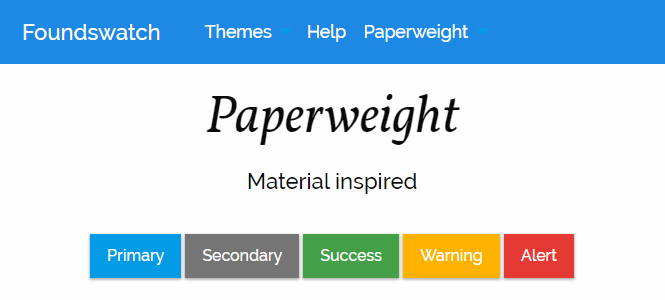 Foundswatch Themes Help Paperweight
Paperweight
Material inspired
Primary Secondary Success Warning Alert